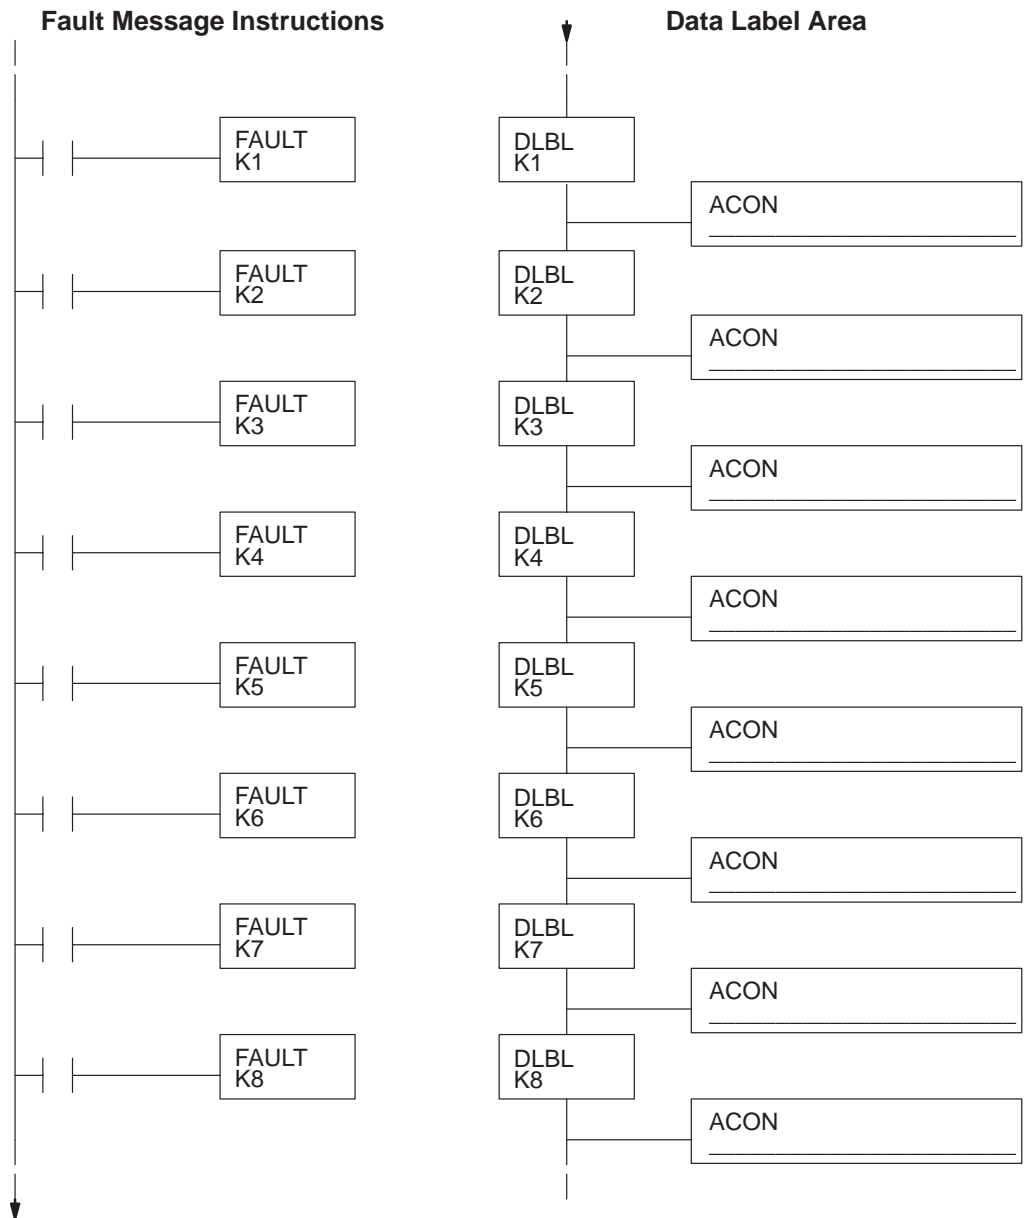 Fault Message Instructions
Data Label Area
FAULT
K1
DLBL
K1
ACON
FAULT
K2
DLBL
K2
ACON
FAULT
K3
DLBL
K3
ACON
FAULT
K4
DLBL
K4
ACON
FAULT
K5
DLBL
K5
ACON
FAULT
K6
DLBL
K6
ACON
FAULT
K7
DLBL
K7
ACON
FAULT
K8
DLBL
K8
ACON